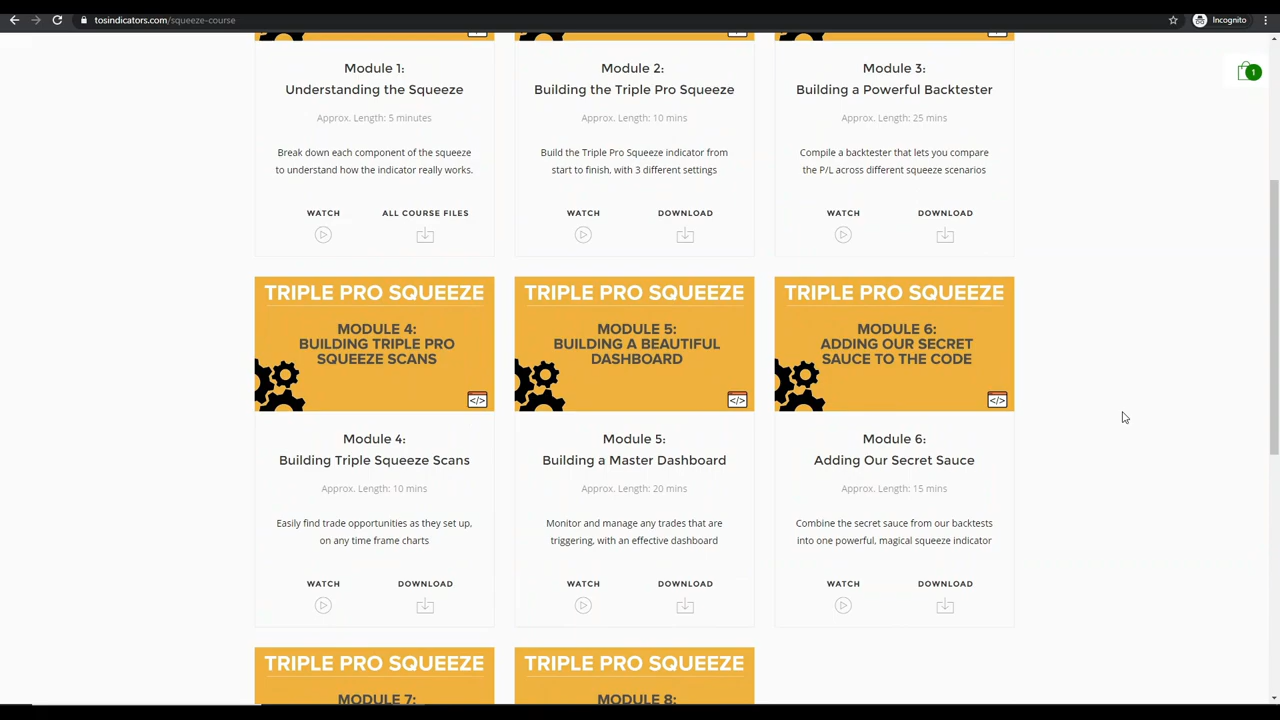 tosindicators.com/squeeze-course
Incognito
1
Module 1:
Understanding the Squeeze
Approx. Length: 5 minutes
Break down each component of the squeeze
to understand how the indicator really works.
WATCH
ALL COURSE FILES
Module 2:
Building the Triple Pro Squeeze
Approx. Length: 10 mins
Build the Triple Pro Squeeze indicator from
start to finish, with 3 different settings
WATCH
DOWNLOAD
Module 3:
Building a Powerful Backtester
Approx. Length: 25 mins
Compile a backtester that lets you compare
the P/L across different squeeze scenarios
WATCH
DOWNLOAD
TRIPLE PRO SQUEEZE
MODULE 4:
BUILDING TRIPLE PRO
SQUEEZE SCANS
</>
Module 4:
Building Triple Squeeze Scans
Approx. Length: 10 mins
Easily find trade opportunities as they set up,
on any time frame charts
WATCH
DOWNLOAD
TRIPLE PRO SQUEEZE
MODULE 5:
BUILDING A BEAUTIFUL
DASHBOARD
</>
Module 5:
Building a Master Dashboard
Approx. Length: 20 mins
Monitor and manage any trades that are
triggering, with an effective dashboard
WATCH
DOWNLOAD
TRIPLE PRO SQUEEZE
MODULE 6:
ADDING OUR SECRET
SAUCE TO THE CODE
</>
Module 6:
Adding Our Secret Sauce
Approx. Length: 15 mins
Combine the secret sauce from our backtests
into one powerful, magical squeeze indicator
WATCH
DOWNLOAD
TRIPLE PRO SQUEEZE
MODULE 7:
TRIPLE PRO SQUEEZE
MODULE 8: